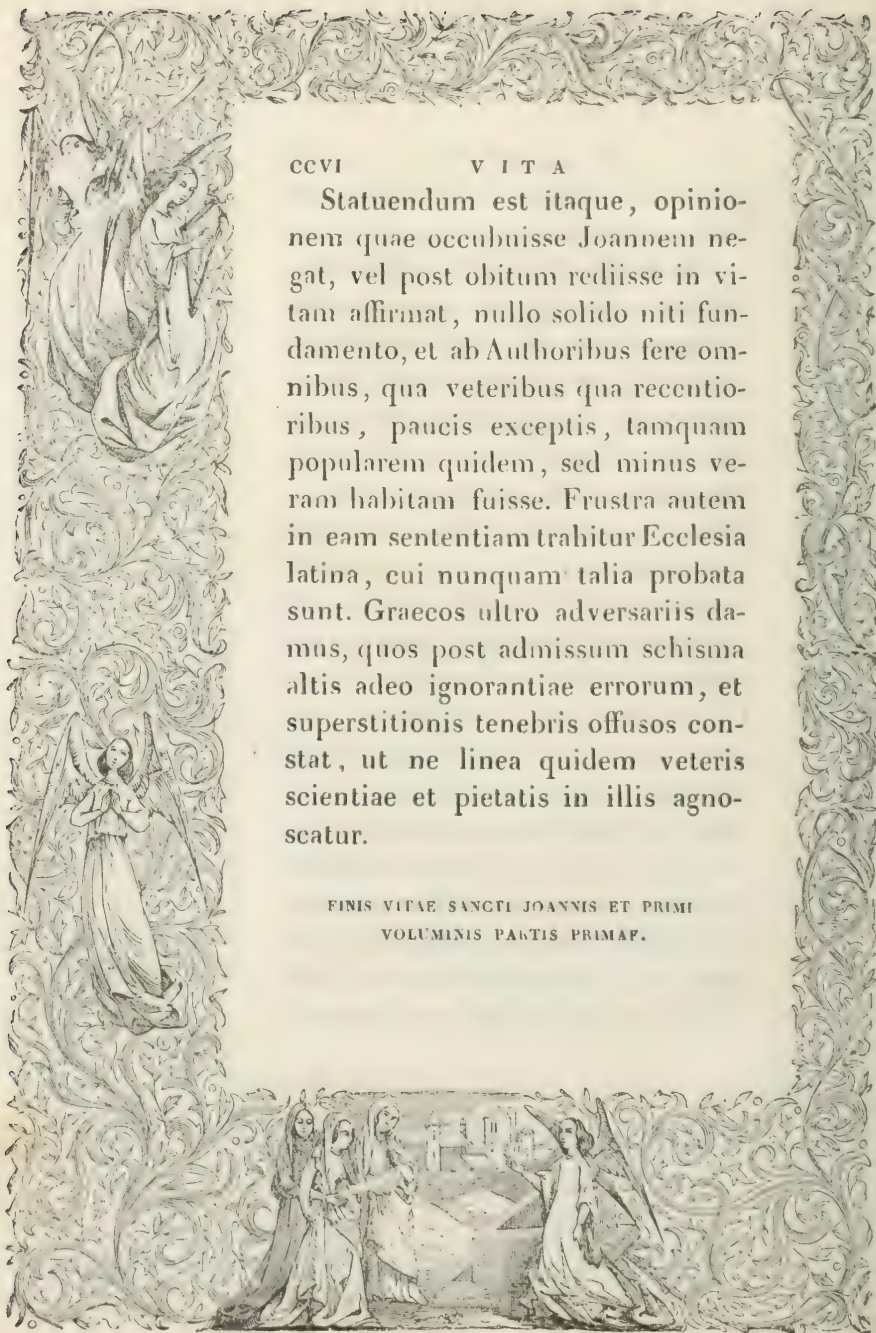 CCVI VITA
Statuendum est itaque, opinio-
nem quae occubuisse Joannem ne-
gat, vel post obitum rediisse in vi-
tam affirmat, nullo solido niti fun-
damento, et ab Authoribus fere om-
nibus, qua veteribus qua recentio-
ribus, paucis exceptis, tamquam
popularem quidem, sed minus ve-
ram habitam fuisse. Frustra autem
in eam sententiam trahitur Ecclesia
latina, cui nunquam talia probata
sunt. Graecos ultro adversariis da-
mus, quos post admissum schisma
altis adeo ignorantiae errorum, et
superstitionis tenebris offusos con-
stat, ut ne linea quidem veteris
scientiae et pietatis in illis agno-
scatur.
FINIS VITAE SANCTI JOANNIS ET PRIMI
VOLUMINIS PARTIS PRIMAE.